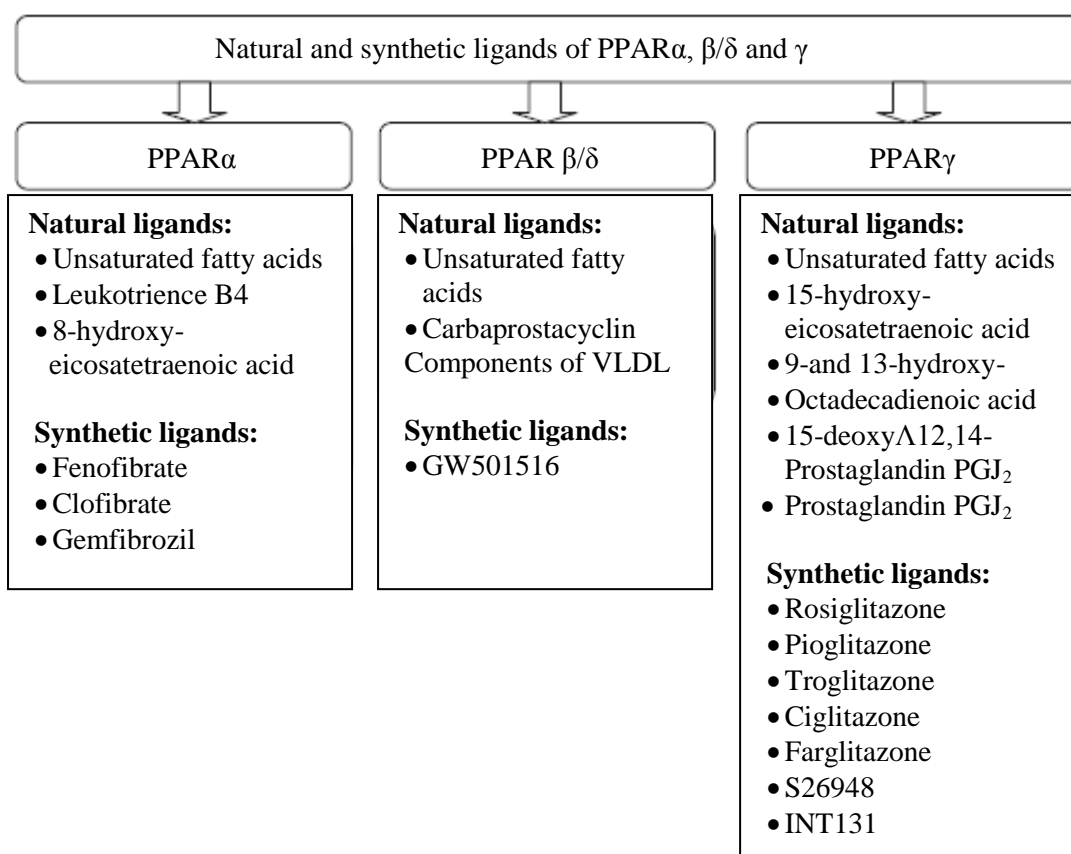 Natural and synthetic ligands of PPARα, β/δ and γ
PPARα
Natural ligands:
• Unsaturated fatty acids
• Leukotrience B4
• 8-hydroxy-
eicosatetraenoic acid
Synthetic ligands:
• Fenofibrate
• Clofibrate
• Gemfibrozil
PPAR β/δ
Natural ligands:
• Unsaturated fatty
acids
• Carbaprostacyclin
Components of VLDL
Synthetic ligands:
• GW501516
PPARγ
Natural ligands:
• Unsaturated fatty acids
• 15-hydroxy-
eicosatetraenoic acid
• 9-and 13-hydroxy-
• Octadecadienoic acid
• 15-deoxyΛ12,14-
Prostaglandin PGJ₂
• Prostaglandin PGJ₂
Synthetic ligands:
• Rosiglitazone
• Pioglitazone
• Troglitazone
• Ciglitazone
• Farglitazone
• S26948
• INT131